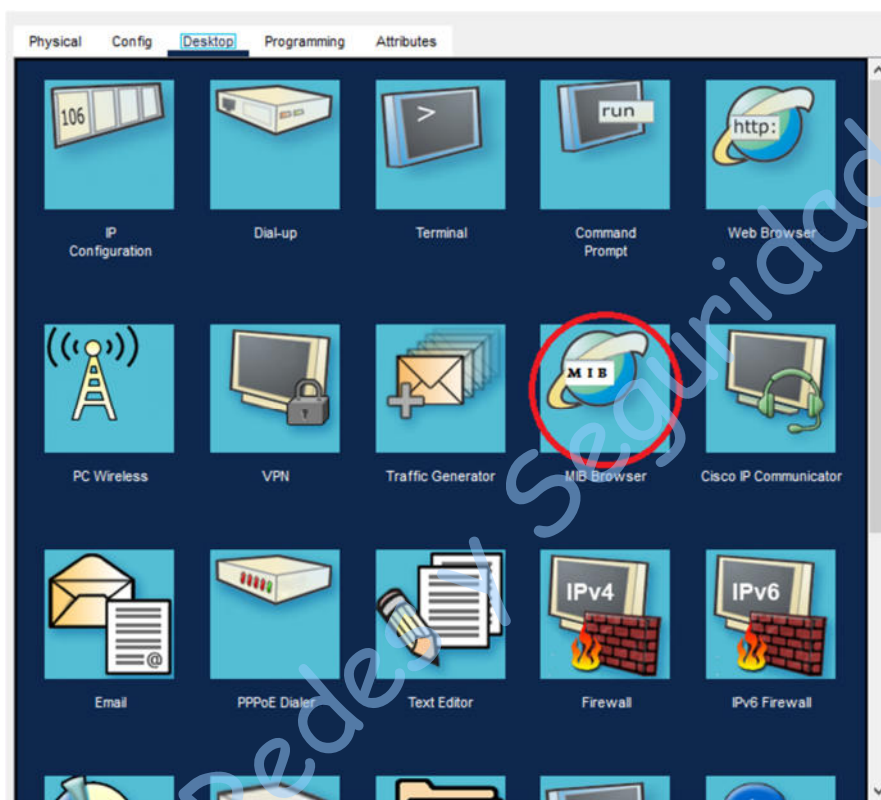 Physical Config Desktop Programming Attributes
106
>
run
http:
IP
Configuration
Dial-up
Terminal
Command
Prompt
Web Browser
MIB
PC Wireless
VPN
Traffic Generator
MIB Browser
Cisco IP Communicator
@
IPv4
IPv6
Email
PPPoE Dialer
Text Editor
Firewall
IPv6 Firewall
Redes Y Seguridad